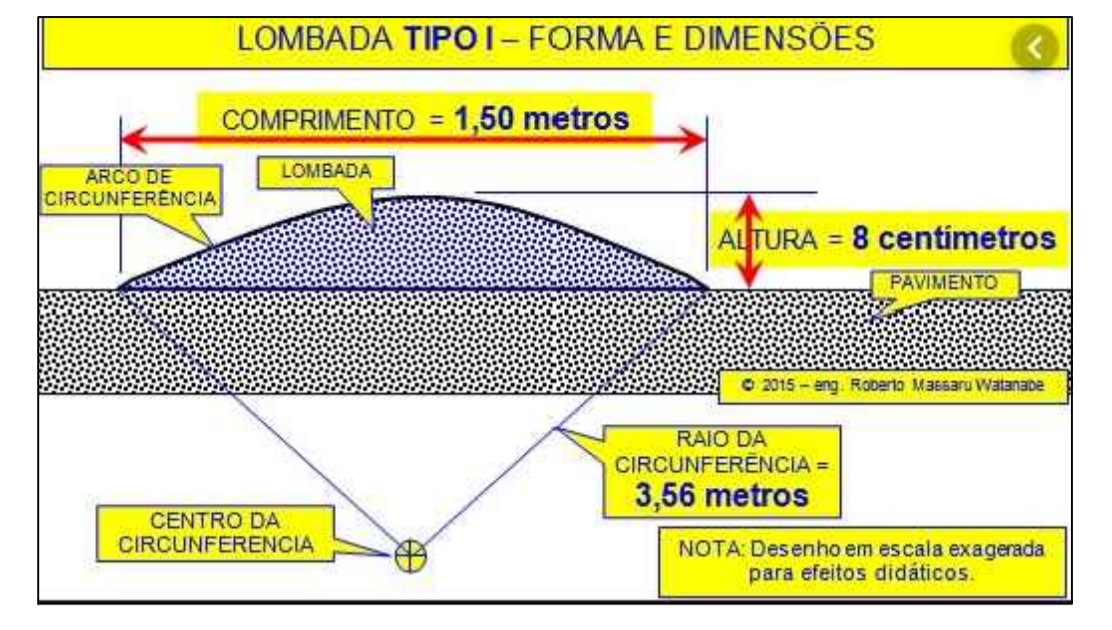 LOMBADA TIPO I – FORMA E DIMENSÕES
COMPRIMENTO = 1,50 metros
ARCO DE
CIRCUNFERÊNCIA
LOMBADA
ALTURA = 8 centímetros
PAVIMENTO
© 2015 – eng. Roberto Massaru Watanabe
RAIO DA
CIRCUNFERÊNCIA =
3,56 metros
CENTRO DA
CIRCUNFERENCIA
NOTA: Desenho em escala exagerada
para efeitos didáticos.